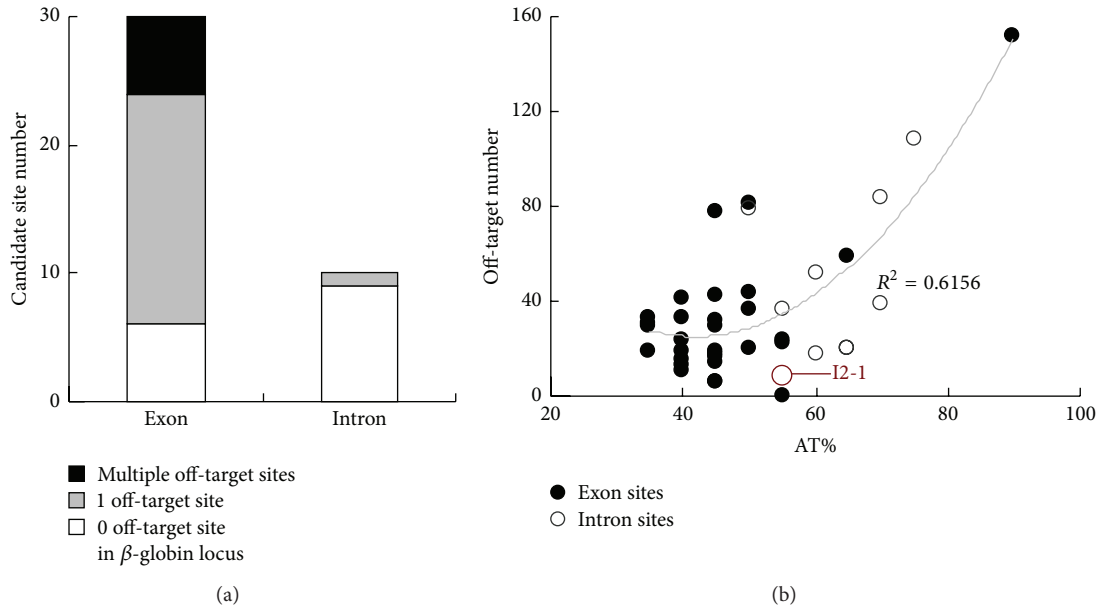 30
20
10
0
Candidate site number
Exon
Intron
Multiple off-target sites
1 off-target site
0 off-target site
in β-globin locus
(a)
160
120
80
40
0
Off-target number
R² = 0.6156
I2-1
20
40
60
80
100
AT%
Exon sites
Intron sites
(b)